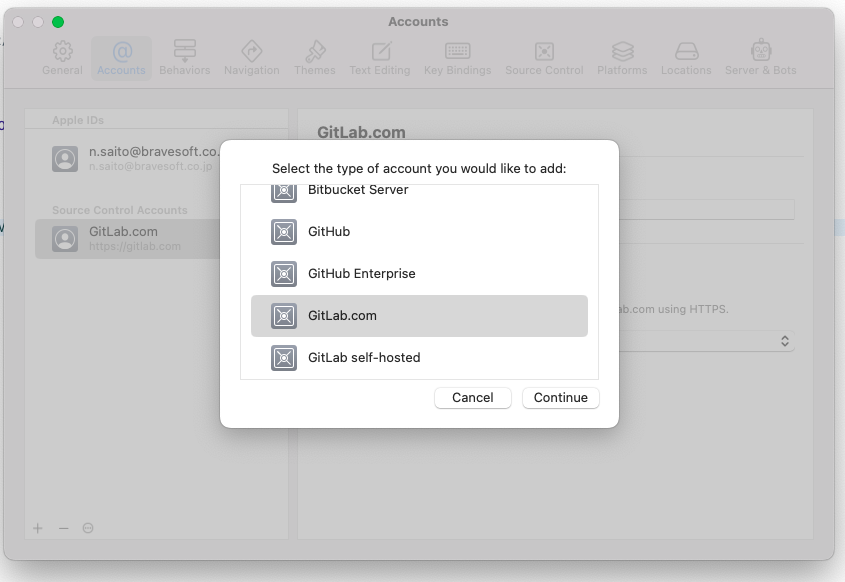 Accounts
General
Accounts
Behaviors
Navigation
Themes
Text Editing
Key Bindings
Source Control
Platforms
Locations
Server & Bots
Apple IDs
n.saito@bravesoft.co.
n.saito@bravesoft.co.jp
Source Control Accounts
GitLab.com
https://gitlab.com
GitLab.com
Select the type of account you would like to add:
Bitbucket Server
GitHub
GitHub Enterprise
GitLab.com
GitLab self-hosted
ab.com using HTTPS.
Cancel
Continue